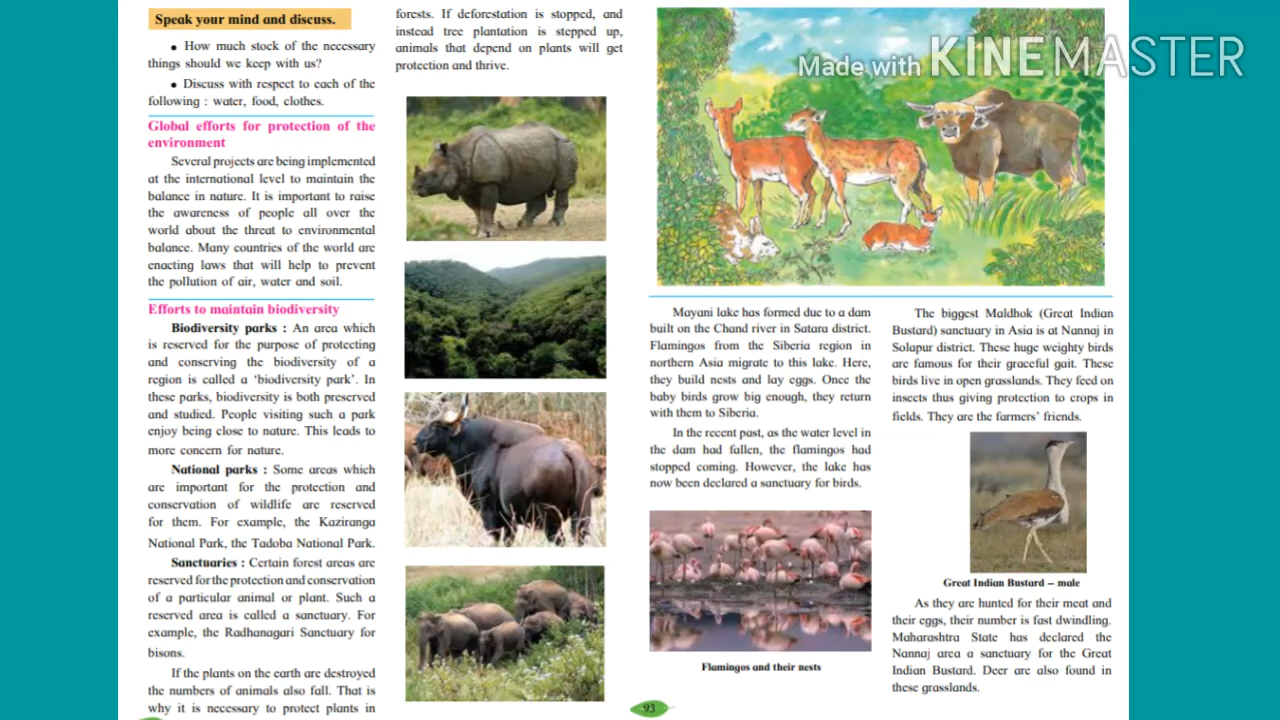 Speak your mind and discuss.
• How much stock of the necessary
things should we keep with us?
• Discuss with respect to each of the
following : water, food, clothes.
Global efforts for protection of the
environment
Several projects are being implemented
at the international level to maintain the
balance in nature. It is important to raise
the awareness of people all over the
world about the threat to environmental
balance. Many countries of the world are
enacting laws that will help to prevent
the pollution of air, water and soil.
Efforts to maintain biodiversity
Biodiversity parks : An area which
is reserved for the purpose of protecting
and conserving the biodiversity of a
region is called a ‘biodiversity park’. In
these parks, biodiversity is both preserved
and studied. People visiting such a park
enjoy being close to nature. This leads to
more concern for nature.
National parks : Some areas which
are important for the protection and
conservation of wildlife are reserved
for them. For example, the Kaziranga
National Park, the Tadoba National Park.
Sanctuaries : Certain forest areas are
reserved for the protection and conservation
of a particular animal or plant. Such a
reserved area is called a sanctuary. For
example, the Radhanagari Sanctuary for
bisons.
If the plants on the earth are destroyed
the numbers of animals also fall. That is
why it is necessary to protect plants in
forests. If deforestation is stopped, and
instead tree plantation is stepped up,
animals that depend on plants will get
protection and thrive.
Made with KINEMASTER
Mayani lake has formed due to a dam
built on the Chand river in Satara district.
Flamingos from the Siberia region in
northern Asia migrate to this lake. Here,
they build nests and lay eggs. Once the
baby birds grow big enough, they return
with them to Siberia.
In the recent past, as the water level in
the dam had fallen, the flamingos had
stopped coming. However, the lake has
now been declared a sanctuary for birds.
Flamingos and their nests
93
The biggest Maldhok (Great Indian
Bustard) sanctuary in Asia is at Nannaj in
Solapur district. These huge weighty birds
are famous for their graceful gait. These
birds live in open grasslands. They feed on
insects thus giving protection to crops in
fields. They are the farmers’ friends.
Great Indian Bustard – male
As they are hunted for their meat and
their eggs, their number is fast dwindling.
Maharashtra State has declared the
Nannaj area a sanctuary for the Great
Indian Bustard. Deer are also found in
these grasslands.